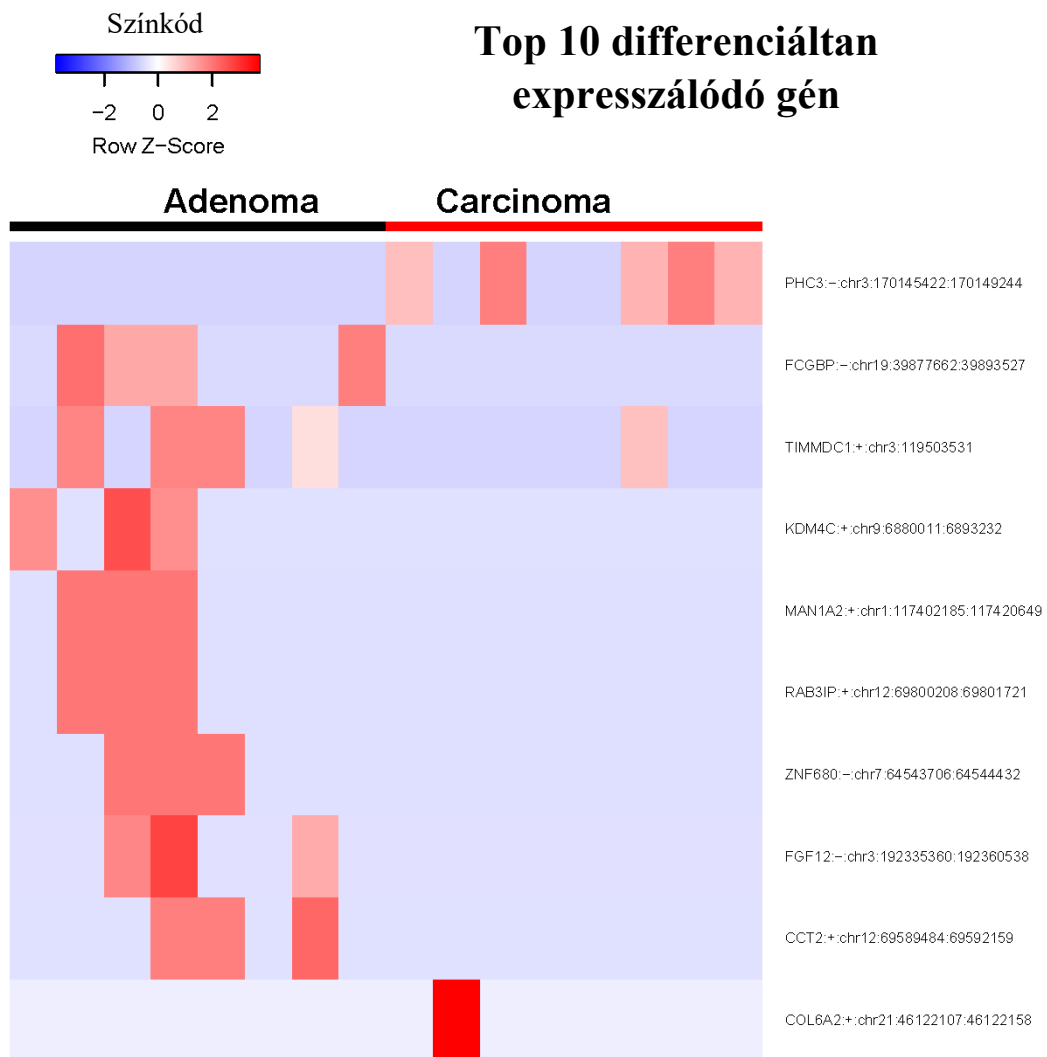 Színkód
−2 0 2
Row Z−Score
Top 10 differenciáltan
expresszálódó gén
Adenoma Carcinoma
PHC3:−:chr3:170145422:170149244
FCGBP:−:chr19:39877662:39893527
TIMMDC1:+:chr3:119503531
KDM4C:+:chr9:6880011:6893232
MAN1A2:+:chr1:117402185:117420649
RAB3IP:+:chr12:69800208:69801721
ZNF680:−:chr7:64543706:64544432
FGF12:−:chr3:192335360:192360538
CCT2:+:chr12:69589484:69592159
COL6A2:+:chr21:46122107:46122158